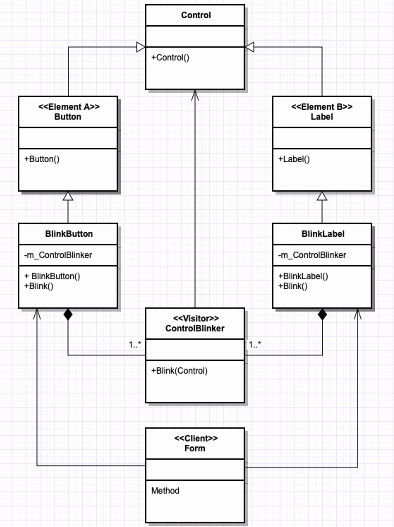 Control
+Control()
<<Element A>>
Button
+Button()
<<Element B>>
Label
+Label()
BlinkButton
-m_ControlBlinker
+ BlinkButton()
+Blink()
BlinkLabel
-m_ControlBlinker
+BlinkLabel()
+Blink()
<<Visitor>>
ControlBlinker
1..*
1..*
+Blink(Control)
<<Client>>
Form
Method